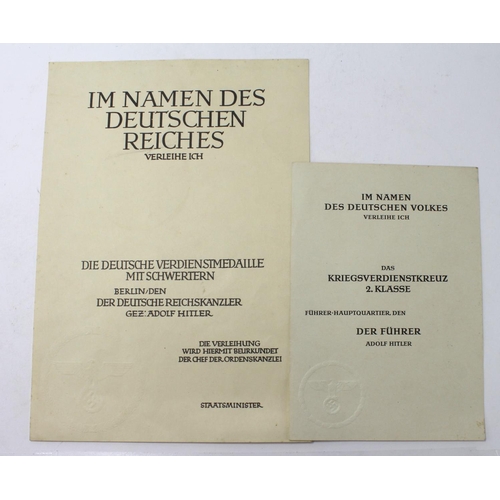 IM NAMEN DES
DEUTSCHEN
REICHES
VERLEIHE ICH
DIE DEUTSCHE VERDIENSTMEDAILLE
MIT SCHWERTERN
BERLIN/DEN
DER DEUTSCHE REICHSKANZLER
GEZ: ADOLF HITLER
DIE VERLEIHUNG
WIRD HIERMIT BEURKUNDET
DER CHEF DER ORDENSKANZLEI
STAATSMINISTER
IM NAMEN
DES DEUTSCHEN VOLKES
VERLEIHE ICH
DAS
KRIEGSVERDIENSTKREUZ
2. KLASSE
FÜHRER-HAUPTQUARTIER, DEN
DER FÜHRER
ADOLF HITLER